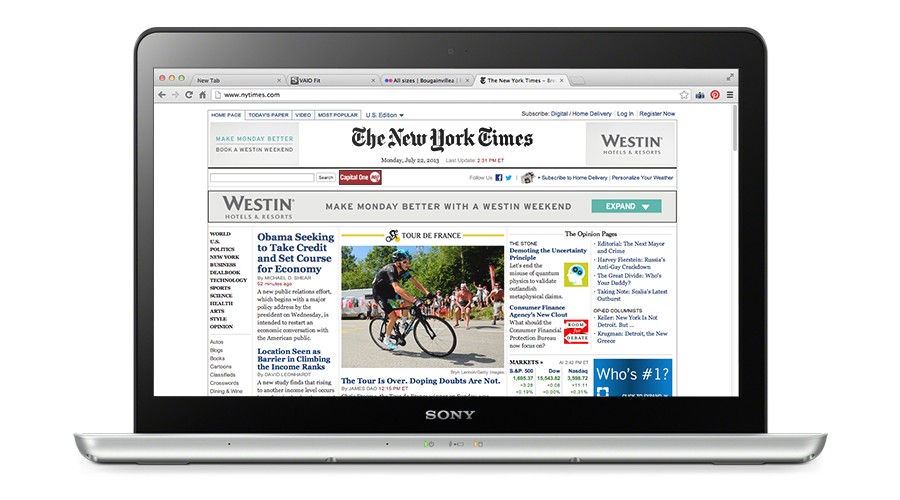 New Tab
VAIO Fit
All sizes | Bougainvillea |
The New York Times – Bre
www.nytimes.com
HOME PAGE
TODAY'S PAPER
VIDEO
MOST POPULAR
U.S. Edition
Subscribe: Digital / Home Delivery
Log In
Register Now
MAKE MONDAY BETTER
BOOK A WESTIN WEEKEND
The New York Times
Monday, July 22, 2013
Last Update: 2:31 PM ET
WESTIN
HOTELS & RESORTS
Search
Capital One 360
Follow Us
Subscribe to Home Delivery
Personalize Your Weather
WESTIN
HOTELS & RESORTS
MAKE MONDAY BETTER WITH A WESTIN WEEKEND
EXPAND
WORLD
U.S.
POLITICS
NEW YORK
BUSINESS
DEALBOOK
TECHNOLOGY
SPORTS
SCIENCE
HEALTH
ARTS
STYLE
OPINION
Autos
Blogs
Books
Cartoons
Classifieds
Crosswords
Dining & Wine
Obama Seeking
to Take Credit
and Set Course
for Economy
By MICHAEL D. SHEAR
52 minutes ago
A new public relations effort,
which begins with a major
policy address by the
president on Wednesday, is
intended to restart an
economic conversation with
the American public.
Location Seen as
Barrier in Climbing
the Income Ranks
By DAVID LEONHARDT
A new study finds that rising
to another income level occurs
TOUR DE FRANCE
Bryn Lennon/Getty Images
The Tour Is Over. Doping Doubts Are Not.
By JAMES DAO 12:15 PM ET
The Opinion Pages
THE STONE
Demoting the Uncertainty
Principle
Let's end the
misuse of quantum
physics to validate
outlandish
metaphysical claims.
Consumer Finance
Agency's New Clout
What should the
Consumer Financial
Protection Bureau
now focus on?
ROOM
for
DEBATE
Editorial: The Next Mayor
and Crime
Harvey Fierstein: Russia's
Anti-Gay Crackdown
The Great Divide: Who's
Your Daddy?
Taking Note: Scalia's Latest
Outburst
OP-ED COLUMNISTS
Keller: New York Is Not
Detroit. But ...
Krugman: Detroit, the New
Greece
MARKETS »
At 2:42 PM ET
S.&P. 500
Dow
Nasdaq
1,695.37
15,543.82
3,598.72
+3.28
+0.08
+11.11
+0.19%
+0.00%
+0.31%
Who's #1?
CLICK TO EXPAND
SONY